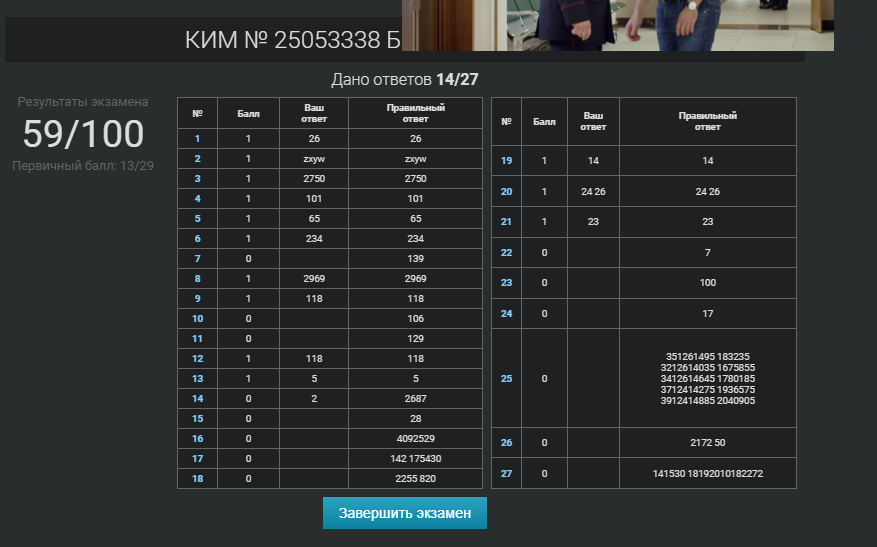 КИМ № 25053338 Б
Дано ответов 14/27
Результаты экзамена
59/100
Первичный балл: 13/29
№ Балл Ваш ответ Правильный ответ
1 1 26 26
2 1 zxyw zxyw
3 1 2750 2750
4 1 101 101
5 1 65 65
6 1 234 234
7 0 139
8 1 2969 2969
9 1 118 118
10 0 106
11 0 129
12 1 118 118
13 1 5 5
14 0 2 2687
15 0 28
16 0 4092529
17 0 142 175430
18 0 2255 820
№ Балл Ваш ответ Правильный ответ
19 1 14 14
20 1 24 26 24 26
21 1 23 23
22 0 7
23 0 100
24 0 17
25 0
351261495 183235
3212614035 1675855
3412614645 1780185
3712414275 1936575
3912414885 2040905
26 0 2172 50
27 0 141530 18192010182272
Завершить экзамен